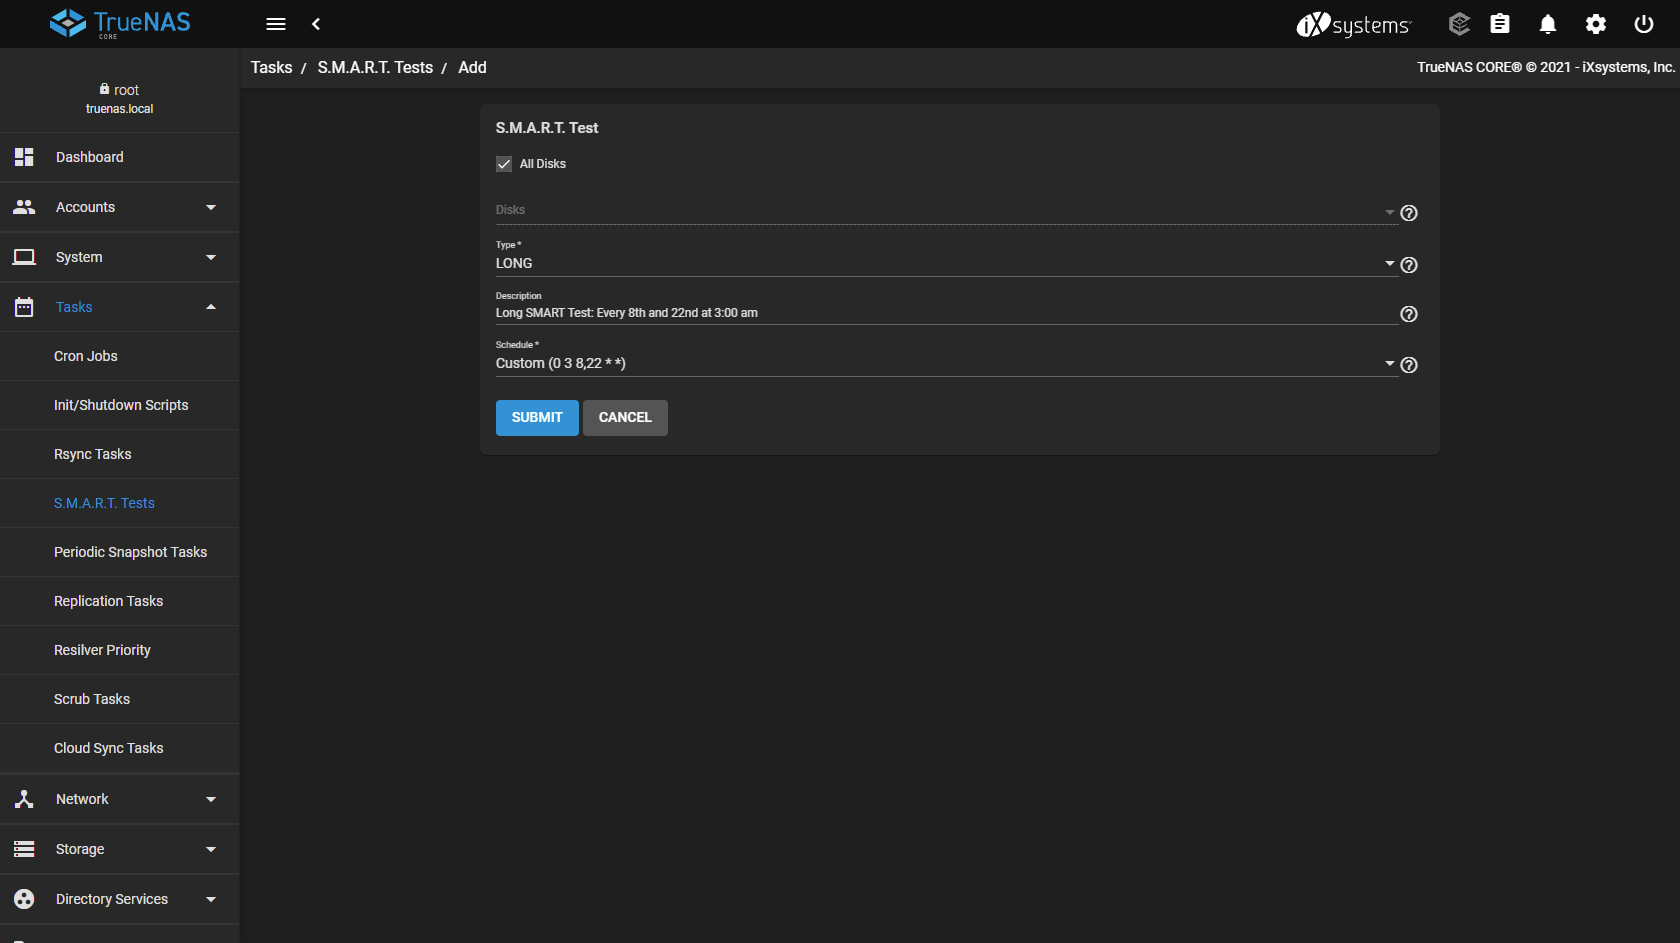 TrueNAS
CORE
iXsystems
root
truenas.local
Tasks / S.M.A.R.T. Tests / Add
TrueNAS CORE® © 2021 - iXsystems, Inc.
Dashboard
Accounts
System
Tasks
Cron Jobs
Init/Shutdown Scripts
Rsync Tasks
S.M.A.R.T. Tests
Periodic Snapshot Tasks
Replication Tasks
Resilver Priority
Scrub Tasks
Cloud Sync Tasks
Network
Storage
Directory Services
S.M.A.R.T. Test
All Disks
Disks
Type *
LONG
Description
Long SMART Test: Every 8th and 22nd at 3:00 am
Schedule *
Custom (0 3 8,22 * *)
SUBMIT CANCEL